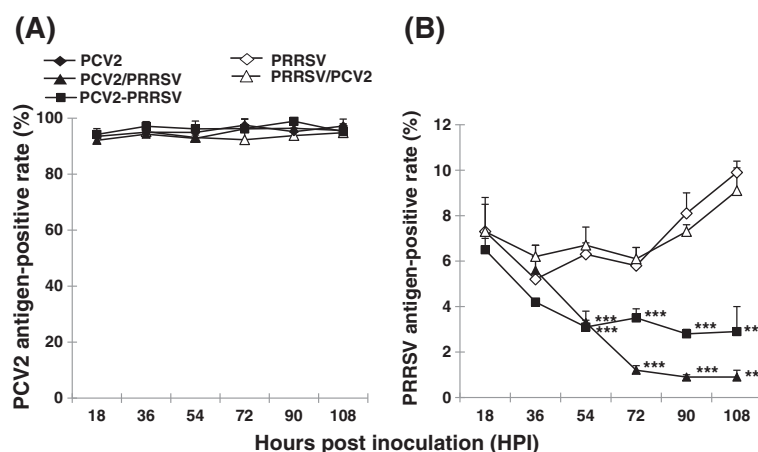 (A)
(B)
PCV2
PCV2/PRRSV
PCV2-PRRSV
PRRSV
PRRSV/PCV2
PCV2 antigen-positive rate (%)
100
80
60
40
20
0
18 36 54 72 90 108
PRRSV antigen-positive rate (%)
12
10
8
6
4
2
0
18 36 54 72 90 108
***
***
***
***
**
***
***
**
Hours post inoculation (HPI)